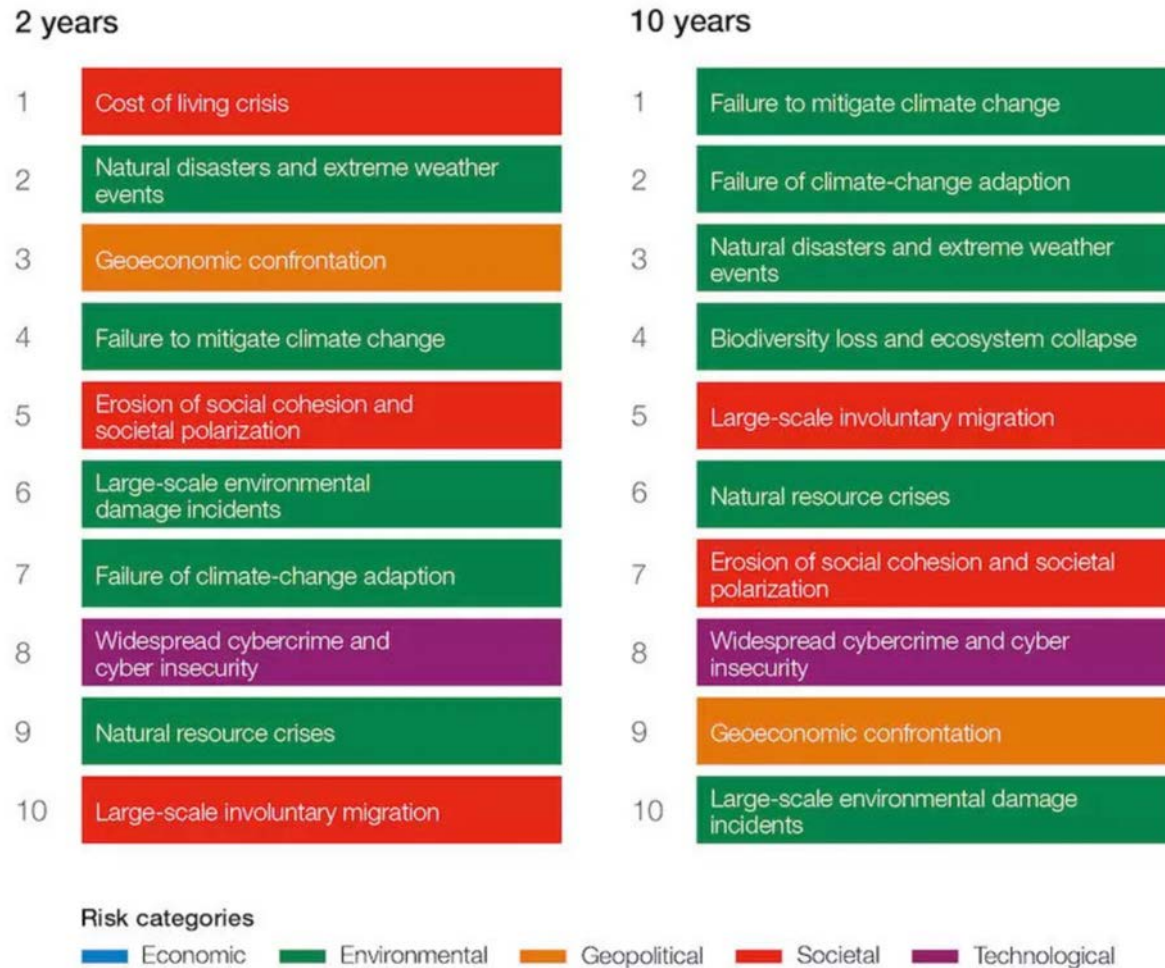 2 years
1
Cost of living crisis
2
Natural disasters and extreme weather
events
3
Geoeconomic confrontation
4
Failure to mitigate climate change
5
Erosion of social cohesion and
societal polarization
6
Large-scale environmental
damage incidents
7
Failure of climate-change adaption
8
Widespread cybercrime and
cyber insecurity
9
Natural resource crises
10
Large-scale involuntary migration
10 years
1
Failure to mitigate climate change
2
Failure of climate-change adaption
3
Natural disasters and extreme weather
events
4
Biodiversity loss and ecosystem collapse
5
Large-scale involuntary migration
6
Natural resource crises
7
Erosion of social cohesion and societal
polarization
8
Widespread cybercrime and cyber
insecurity
9
Geoeconomic confrontation
10
Large-scale environmental damage
incidents
Risk categories
Economic
Environmental
Geopolitical
Societal
Technological